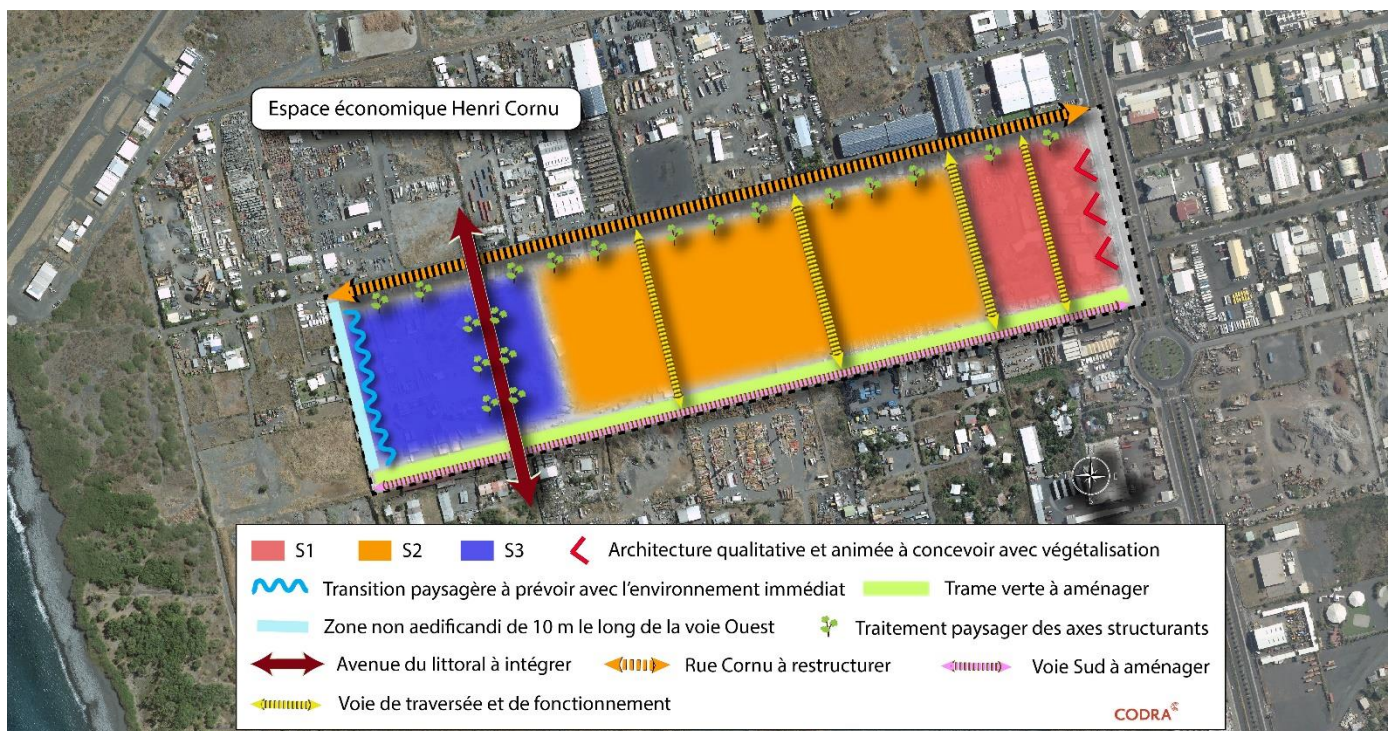 Espace économique Henri Cornu
S1 S2 S3 Architecture qualitative et animée à concevoir avec végétalisation
Transition paysagère à prévoir avec l’environnement immédiat Trame verte à aménager
Zone non aedificandi de 10 m le long de la voie Ouest Traitement paysager des axes structurants
Avenue du littoral à intégrer Rue Cornu à restructurer Voie Sud à aménager
Voie de traversée et de fonctionnement
CODRA